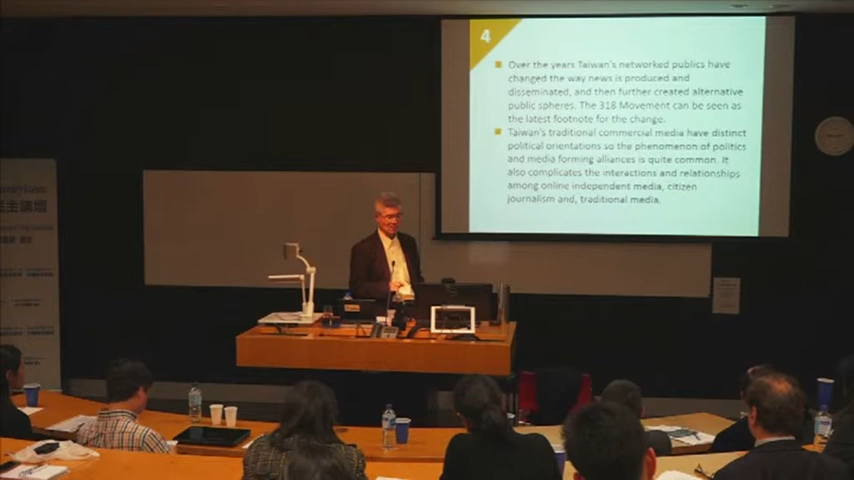 4
Over the years Taiwan's networked publics have
changed the way news is produced and
disseminated, and then further created alternative
public spheres. The 318 Movement can be seen as
the latest footnote for the change.
Taiwan's traditional commercial media have distinct
political orientations so the phenomenon of politics
and media forming alliances is quite common. It
also complicates the interactions and relationships
among online independent media, citizen
journalism and, traditional media.